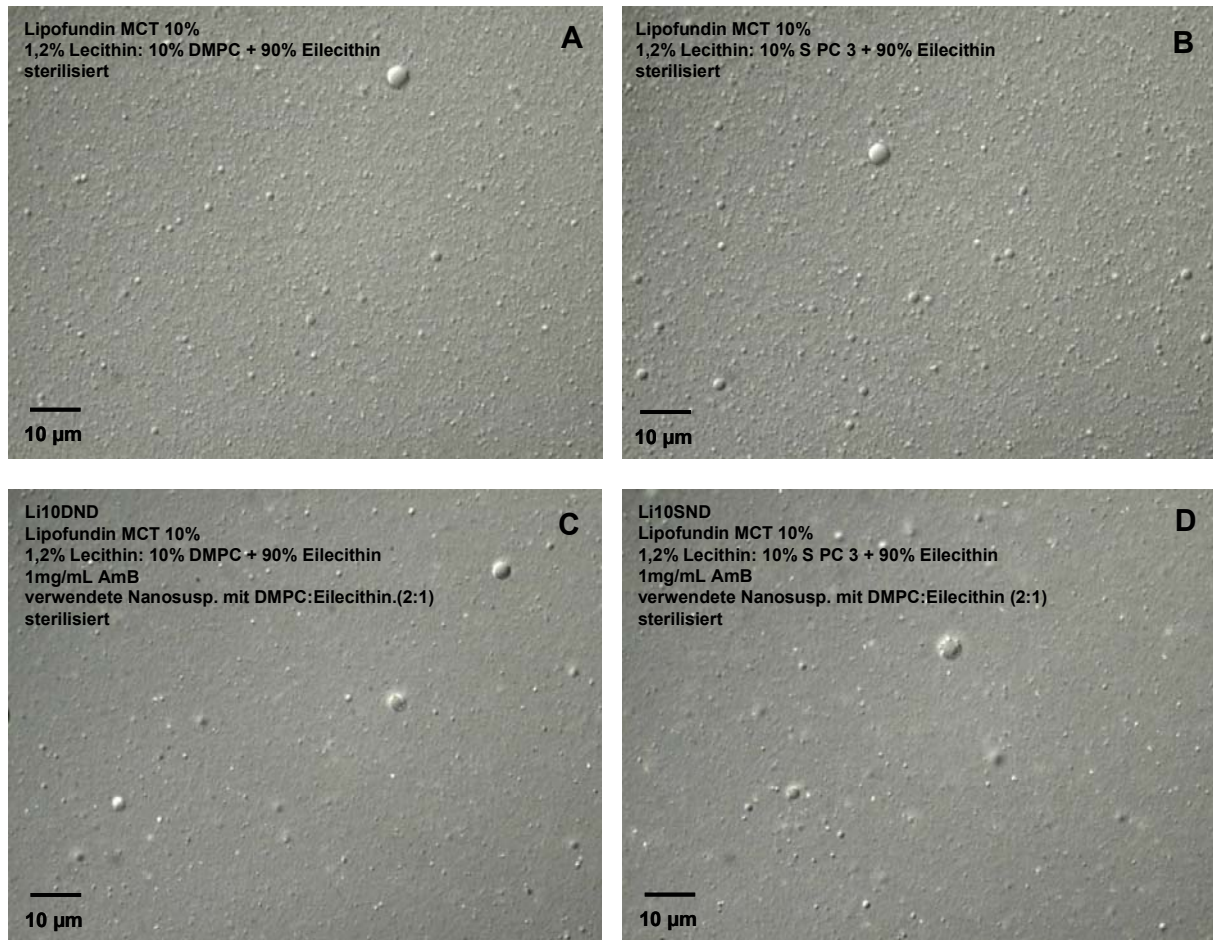 Lipofundin MCT 10%
1,2% Lecithin: 10% DMPC + 90% Eilecithin
sterilisiert
A
10 µm
Lipofundin MCT 10%
1,2% Lecithin: 10% S PC 3 + 90% Eilecithin
sterilisiert
B
10 µm
Li10DND
Lipofundin MCT 10%
1,2% Lecithin: 10% DMPC + 90% Eilecithin
1mg/mL AmB
verwendete Nanosusp. mit DMPC:Eilecithin.(2:1)
sterilisiert
C
10 µm
Li10SND
Lipofundin MCT 10%
1,2% Lecithin: 10% S PC 3 + 90% Eilecithin
1mg/mL AmB
verwendete Nanosusp. mit DMPC:Eilecithin (2:1)
sterilisiert
D
10 µm